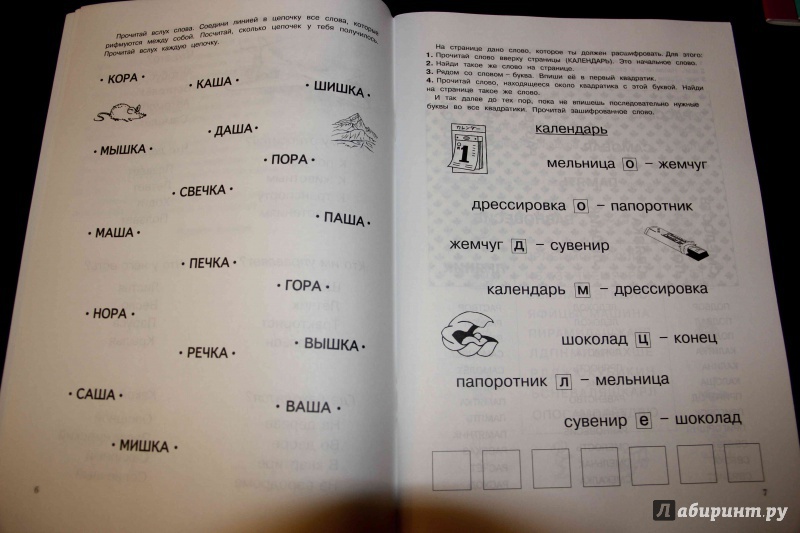 Прочитай вслух слова. Соедини линией в цепочку все слова, которые
рифмуются между собой. Посчитай, сколько цепочек у тебя получилось.
Прочитай вслух каждую цепочку.
• КОРА •
• КАША •
• ШИШКА •
• ДАША •
• МЫШКА •
• ПОРА •
• СВЕЧКА •
• ПАША •
• МАША •
• ПЕЧКА •
• ГОРА •
• НОРА •
• ВЫШКА •
• РЕЧКА •
• САША •
• ВАША •
• МИШКА •
6
На странице дано слово, которое ты должен расшифровать. Для этого:
1. Прочитай слово вверху страницы (КАЛЕНДАРЬ). Это начальное слово.
2. Найди такое же слово на странице.
3. Рядом со словом – буква. Впиши её в первый квадратик.
4. Прочитай слово, находящееся около квадратика с этой буквой. Найди
на странице такое же слово.
И так далее до тех пор, пока не впишешь последовательно нужные
буквы во все квадратики. Прочитай зашифрованное слово.
1
календарь
мельница о – жемчуг
дрессировка о – папоротник
жемчуг д – сувенир
календарь м – дрессировка
шоколад ц – конец
папоротник л – мельница
сувенир е – шоколад
7
лабиринт.ру